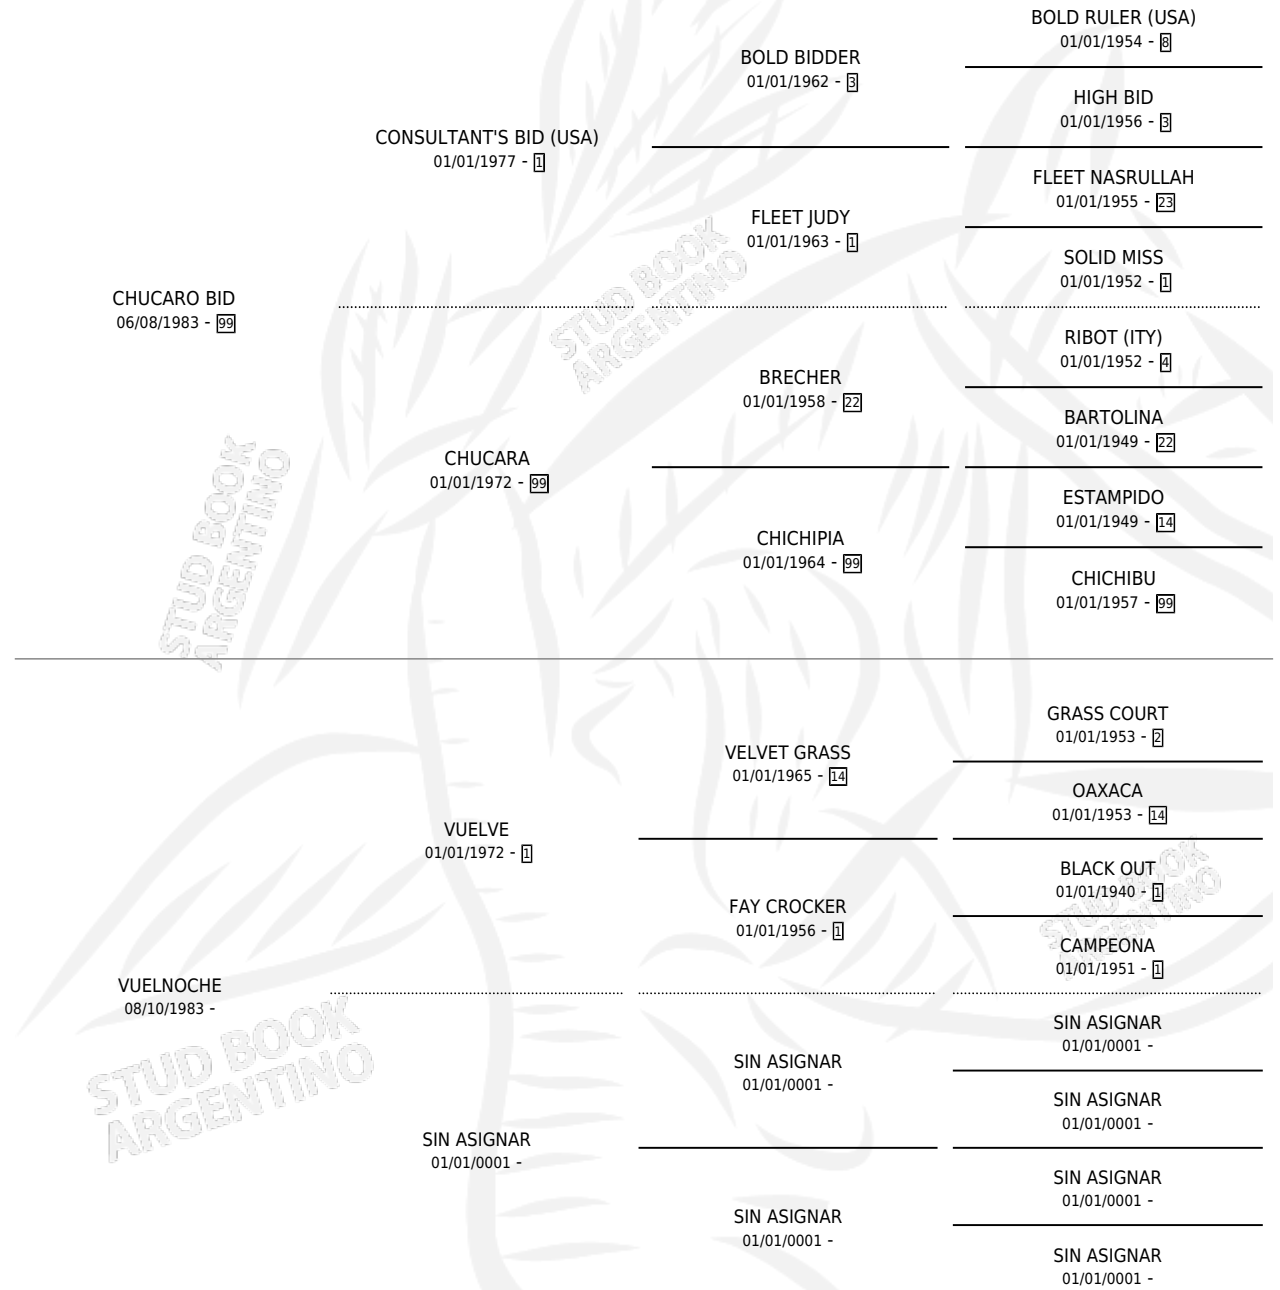 BOLD RULER (USA)
01/01/1954 - 8
BOLD BIDDER
01/01/1962 - 3
HIGH BID
01/01/1956 - 3
CONSULTANT'S BID (USA)
01/01/1977 - 1
FLEET NASRULLAH
01/01/1955 - 23
FLEET JUDY
01/01/1963 - 1
SOLID MISS
01/01/1952 - 1
CHUCARO BID
06/08/1983 - 99
STUD BOOK
ARGENTINO
RIBOT (ITY)
01/01/1952 - 4
BRECHER
01/01/1958 - 22
BARTOLINA
01/01/1949 - 22
CHUCARA
01/01/1972 - 99
ESTAMPIDO
01/01/1949 - 14
CHICHIPIA
01/01/1964 - 99
CHICHIBU
01/01/1957 - 99
STUD BOOK
ARGENTINO
GRASS COURT
01/01/1953 - 2
VELVET GRASS
01/01/1965 - 14
OAXACA
01/01/1953 - 14
VUELVE
01/01/1972 - 1
BLACK OUT
01/01/1940 - 1
FAY CROCKER
01/01/1956 - 1
STUD BOOK
ARGENTINO
CAMPEONA
01/01/1951 - 1
VUELNOCHE
08/10/1983 -
STUD BOOK
ARGENTINO
SIN ASIGNAR
01/01/0001 -
SIN ASIGNAR
01/01/0001 -
SIN ASIGNAR
01/01/0001 -
SIN ASIGNAR
01/01/0001 -
SIN ASIGNAR
01/01/0001 -
SIN ASIGNAR
01/01/0001 -
SIN ASIGNAR
01/01/0001 -